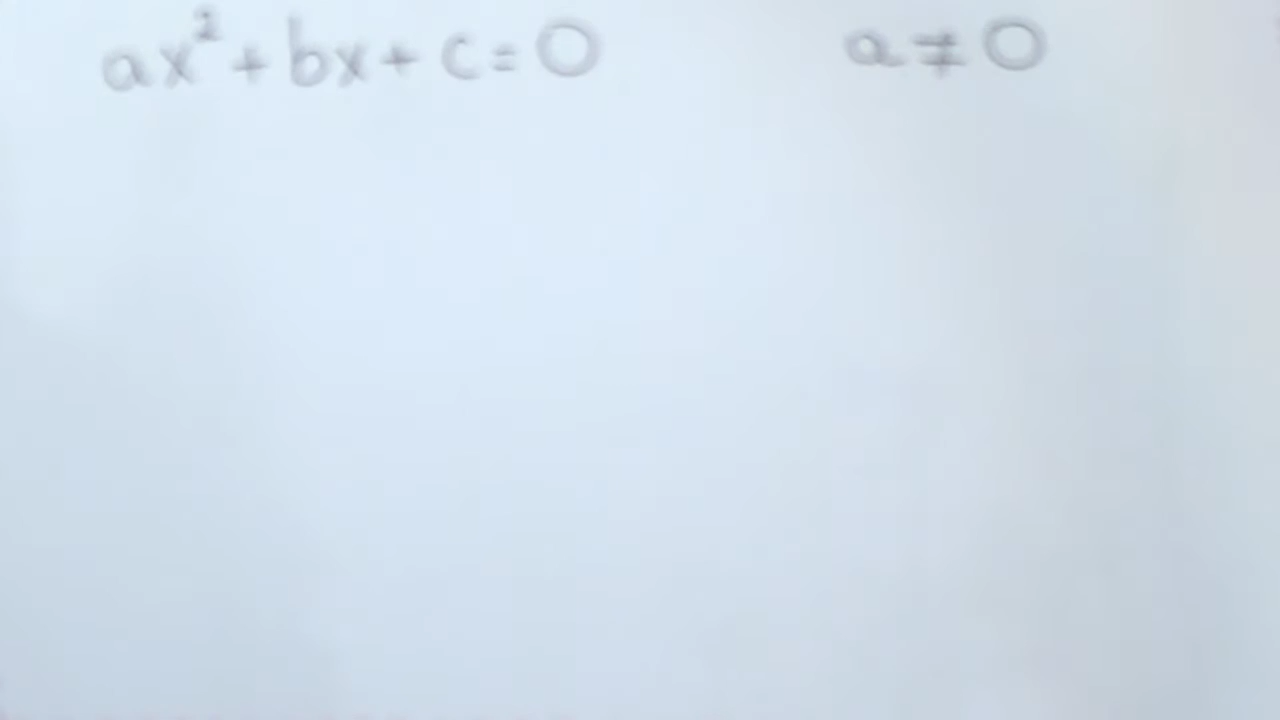 ax² + bx + c = 0 a ≠ 0